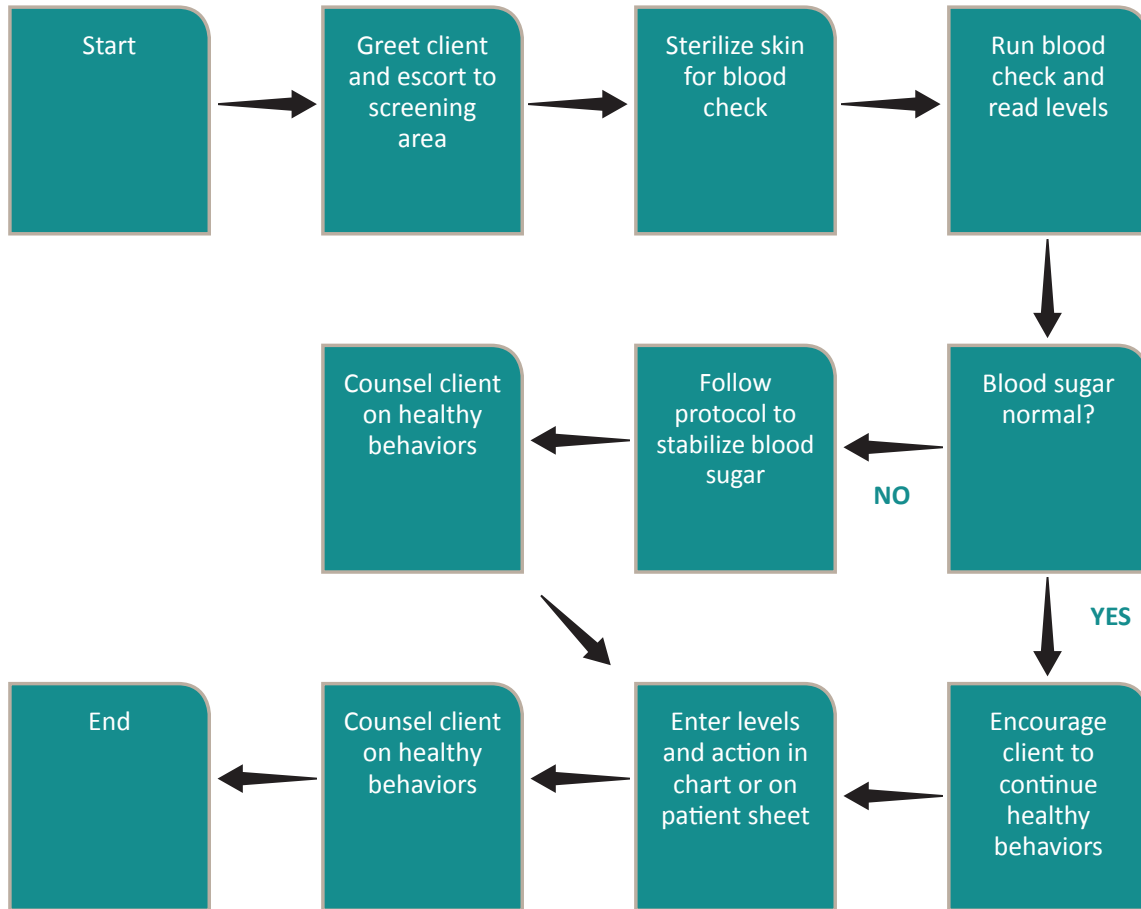 Start
Greet client
and escort to
screening
area
Sterilize skin
for blood
check
Run blood
check and
read levels
Counsel client
on healthy
behaviors
Follow
protocol to
stabilize blood
sugar
NO
Blood sugar
normal?
YES
End
Counsel client
on healthy
behaviors
Enter levels
and action in
chart or on
patient sheet
Encourage
client to
continue
healthy
behaviors